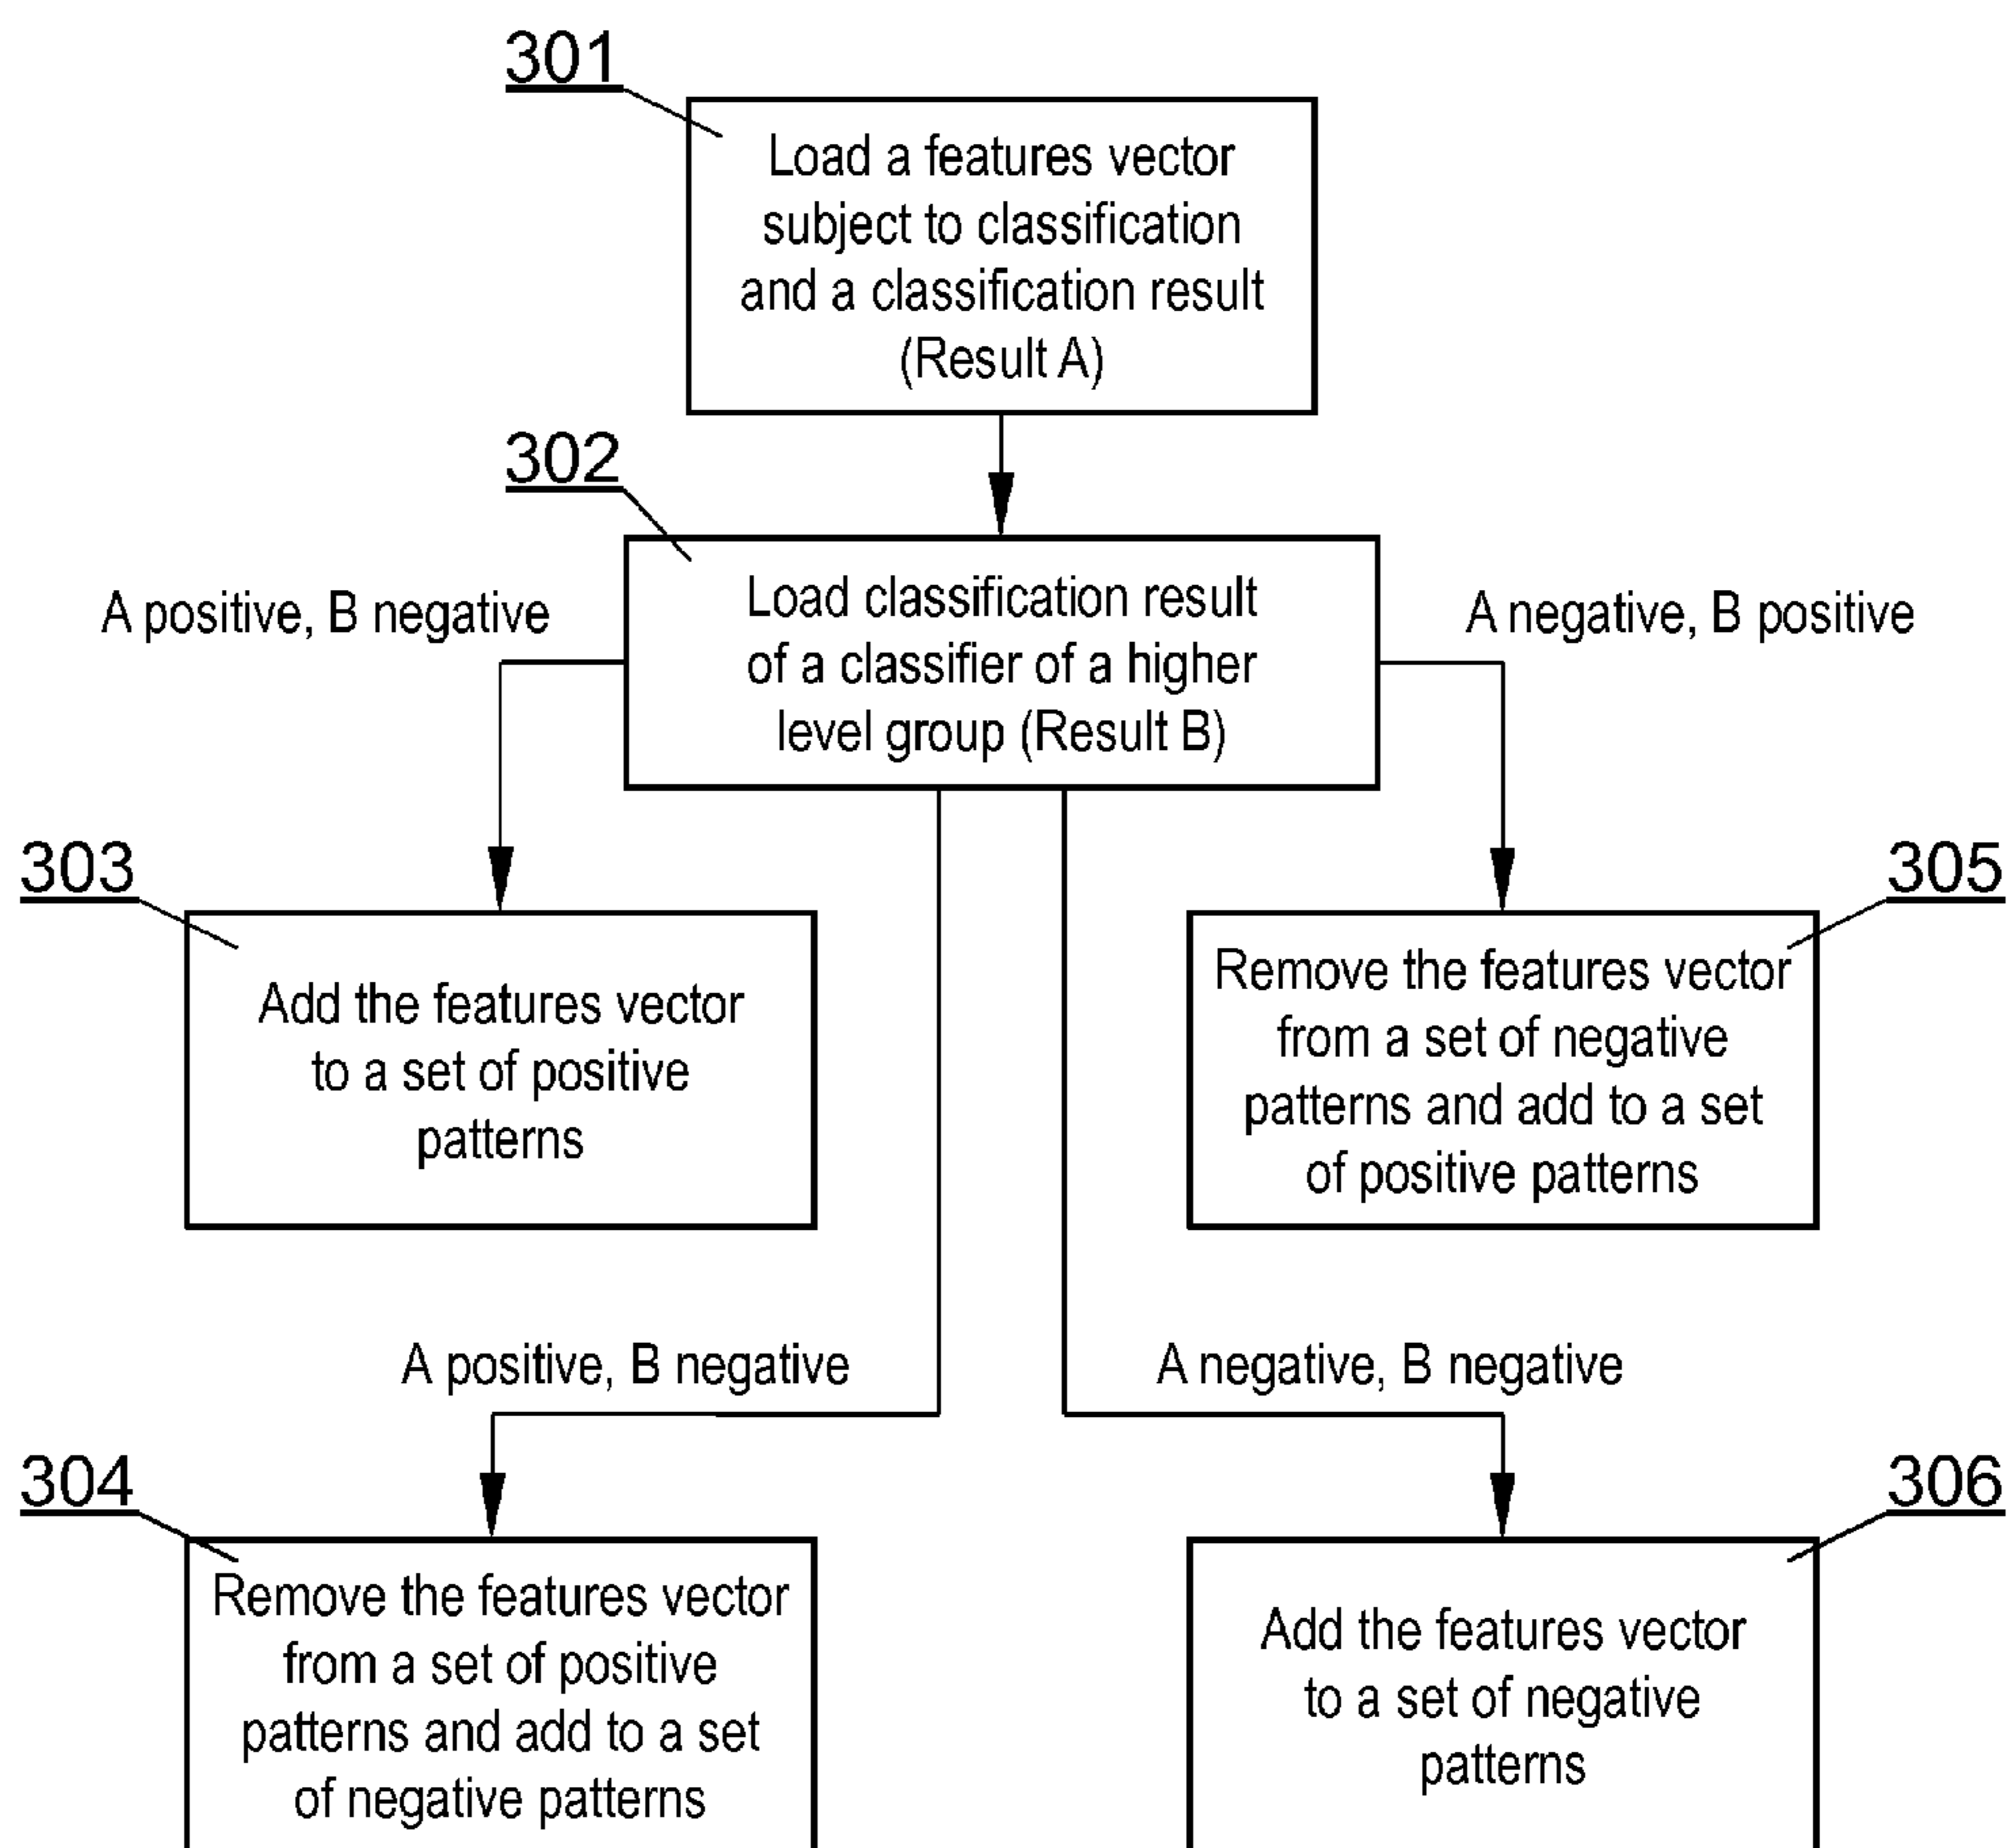 301
Load a features vector
subject to classification
and a classification result
(Result A)
302
Load classification result
of a classifier of a higher
level group (Result B)
A positive, B negative
A negative, B positive
303
Add the features vector
to a set of positive
patterns
305
Remove the features vector
from a set of negative
patterns and add to a set
of positive patterns
A positive, B negative
A negative, B negative
304
Remove the features vector
from a set of positive
patterns and add to a set
of negative patterns
306
Add the features vector
to a set of negative
patterns